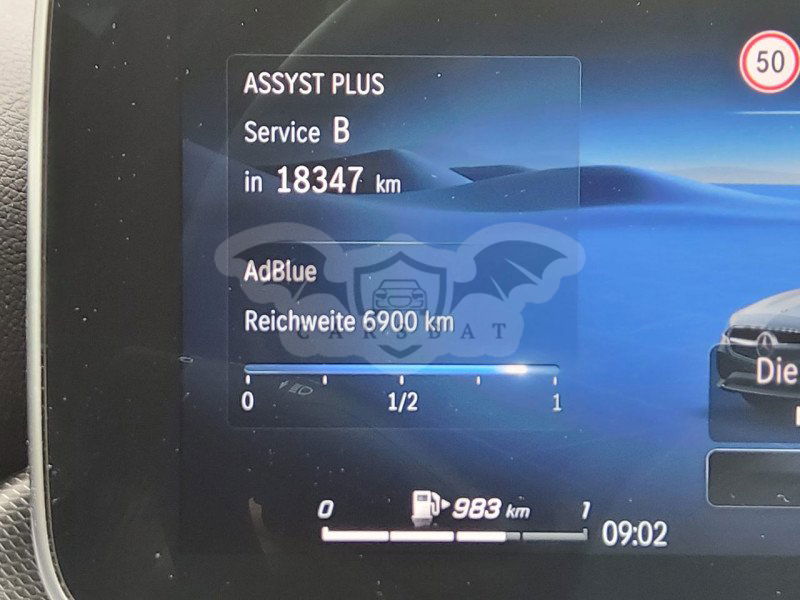 50
ASSYST PLUS
Service B
in 18347 km
AdBlue
Reichweite 6900 km
CARSBAT
0 1/2 1
Die
0 983 km 1
09:02